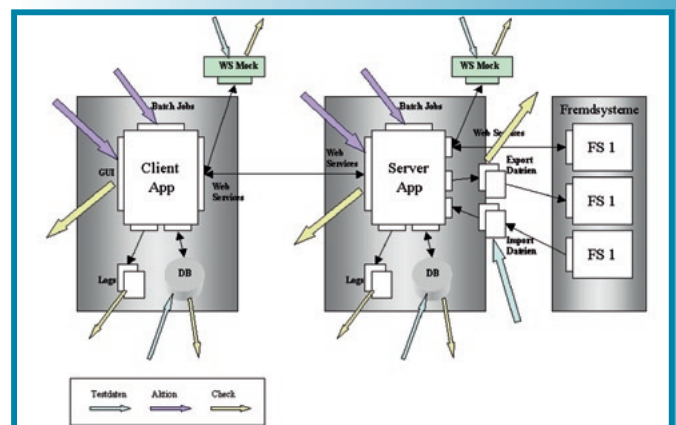 WS Mock
WS Mock
Batch Jobs
Batch Jobs
Fremdsysteme
Web Services
GUI
Client
App
Web
Services
Web
Services
Server
App
Export
Dateien
FS 1
FS 1
FS 1
Import
Dateien
Logs
DB
Logs
DB
Testdaten
Aktion
Check